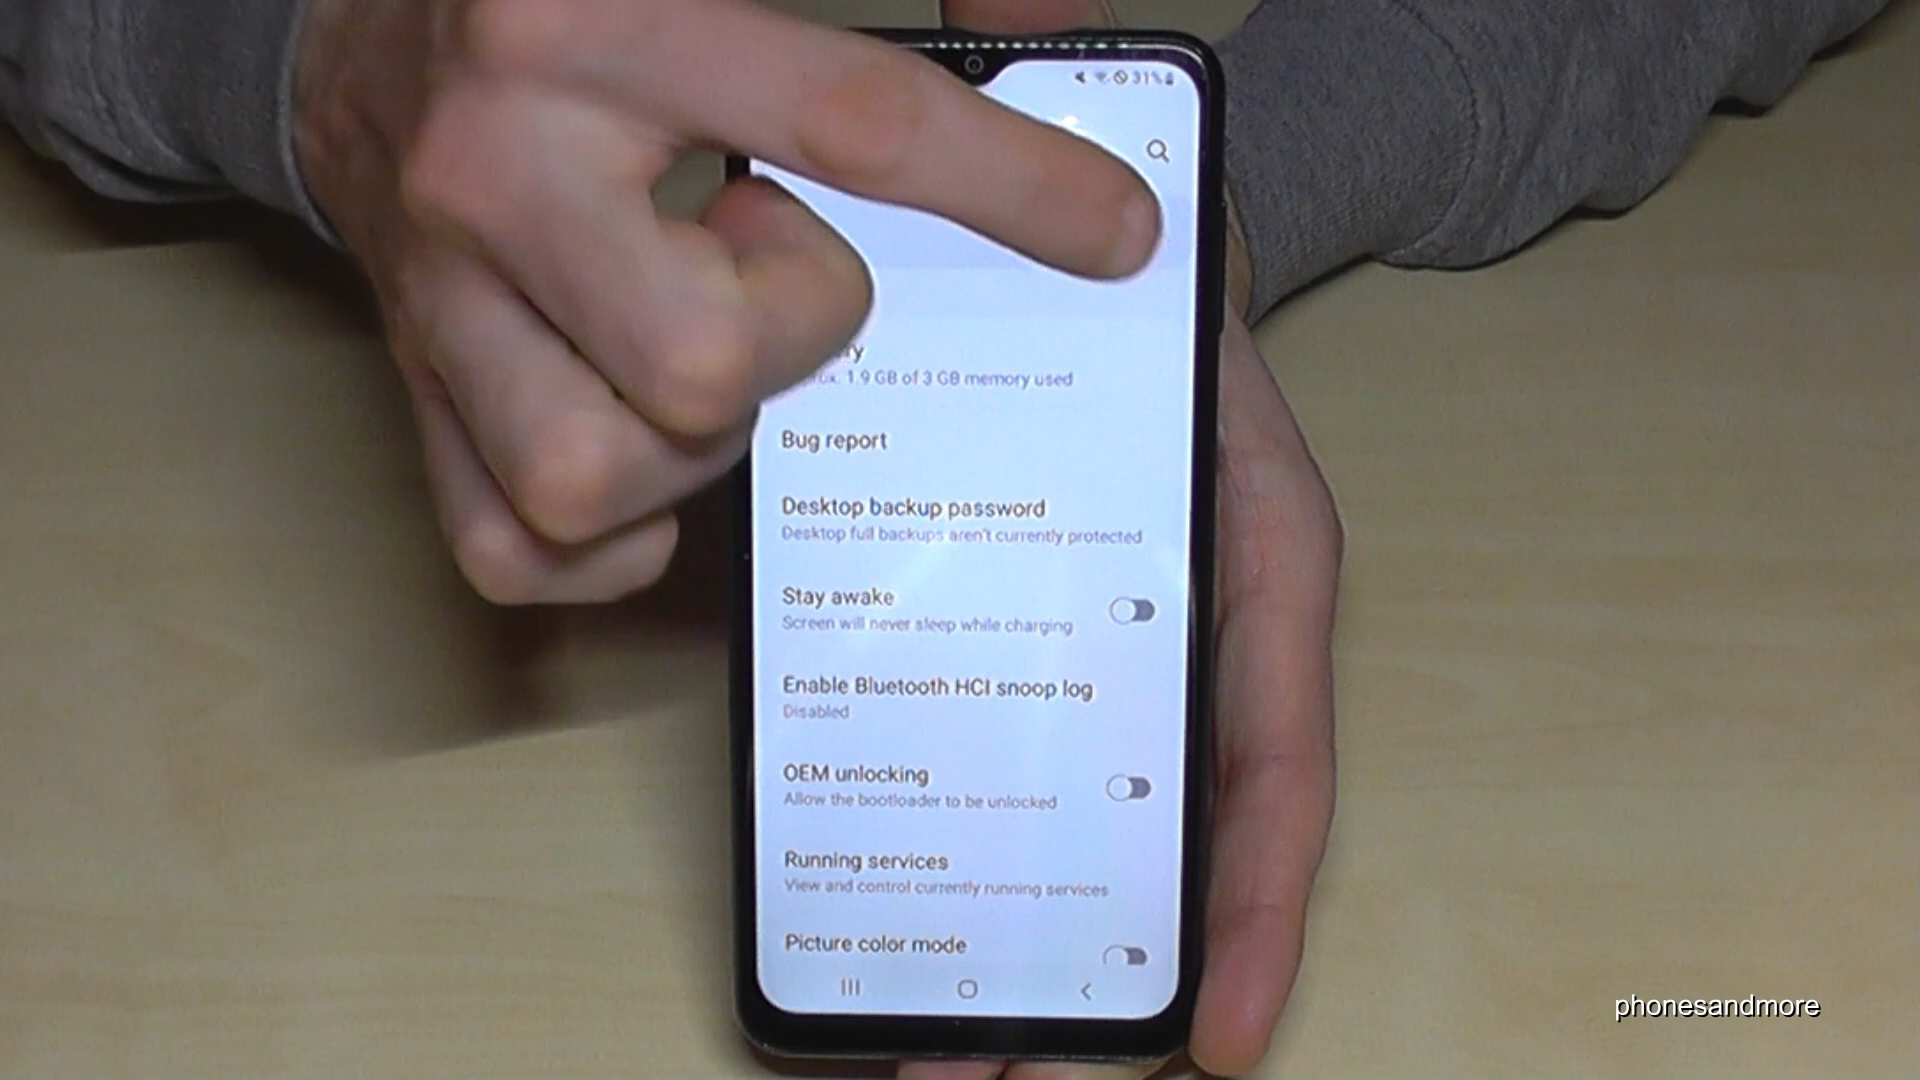 31%
1.9 GB of 3 GB memory used
Bug report
Desktop backup password
Desktop full backups aren't currently protected
Stay awake
Screen will never sleep while charging
Enable Bluetooth HCI snoop log
Disabled
OEM unlocking
Allow the bootloader to be unlocked
Running services
View and control currently running services
Picture color mode
phonesandmore